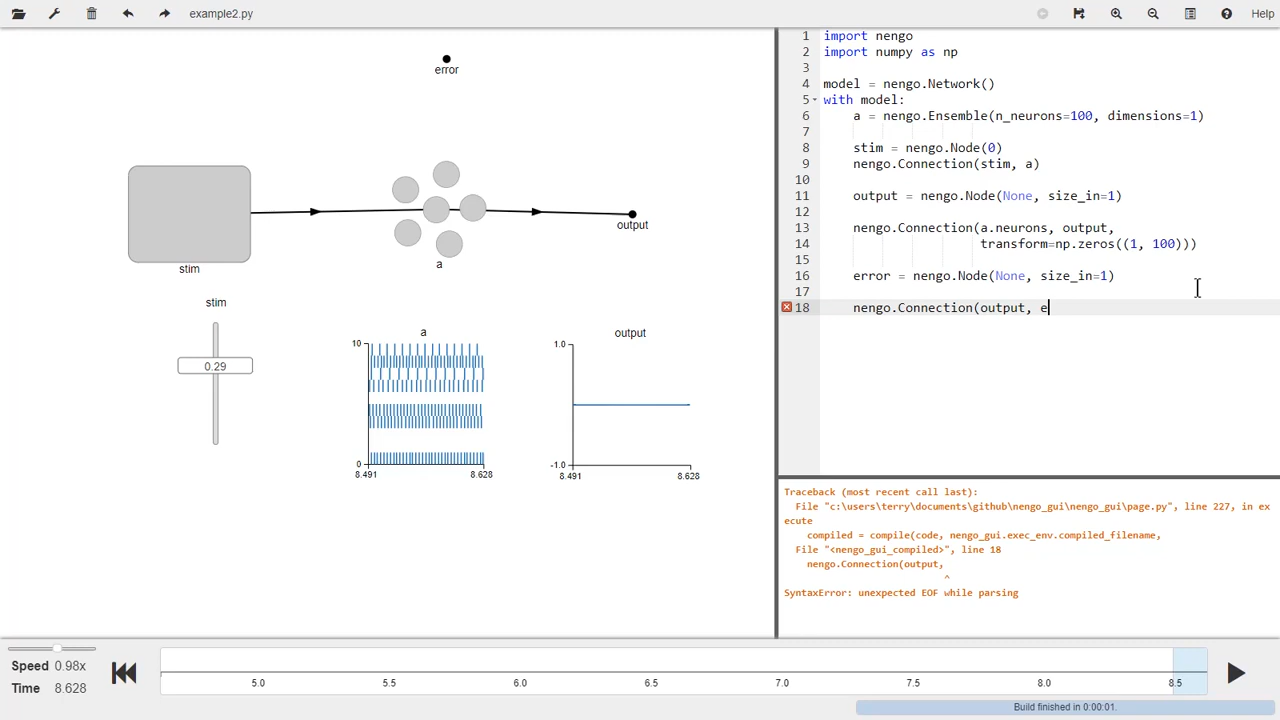 example2.py
Help
error
stim
a
output
stim
0.29
a
10
0
8.491
8.628
output
1.0
-1.0
8.491
8.628
1 import nengo
2 import numpy as np
3
4 model = nengo.Network()
5 with model:
6 a = nengo.Ensemble(n_neurons=100, dimensions=1)
7
8 stim = nengo.Node(0)
9 nengo.Connection(stim, a)
10
11 output = nengo.Node(None, size_in=1)
12
13 nengo.Connection(a.neurons, output,
14 transform=np.zeros((1, 100)))
15
16 error = nengo.Node(None, size_in=1)
17
18 nengo.Connection(output, e
Traceback (most recent call last):
File "c:\users\terry\documents\github\nengo_gui\nengo_gui\page.py", line 227, in ex
ecute
compiled = compile(code, nengo_gui.exec_env.compiled_filename,
File "<nengo_gui_compiled>", line 18
nengo.Connection(output,
^
SyntaxError: unexpected EOF while parsing
Speed 0.98x
Time 8.628
5.0 5.5 6.0 6.5 7.0 7.5 8.0 8.5
Build finished in 0:00:01.